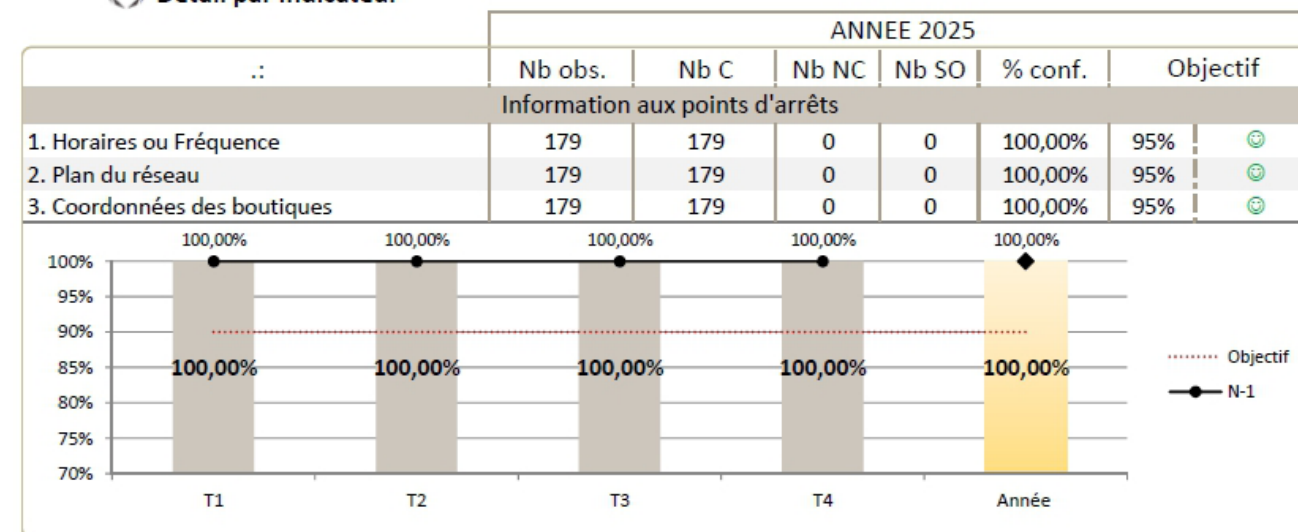 Détail par indicateur
ANNEE 2025
.: Nb obs. Nb C Nb NC Nb SO % conf. Objectif
Information aux points d'arrêts
1. Horaires ou Fréquence 179 179 0 0 100,00% 95% ☺
2. Plan du réseau 179 179 0 0 100,00% 95% ☺
3. Coordonnées des boutiques 179 179 0 0 100,00% 95% ☺
100,00% 100,00% 100,00% 100,00% 100,00%
100%
95%
90%
85% 100,00% 100,00% 100,00% 100,00% 100,00%
80%
75%
70%
T1 T2 T3 T4 Année
Objectif
N-1